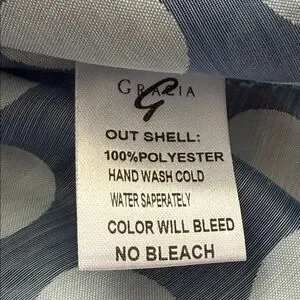 GRAZIA
G
OUT SHELL:
100%POLYESTER
HAND WASH COLD
WATER SAPERATELY
COLOR WILL BLEED
NO BLEACH